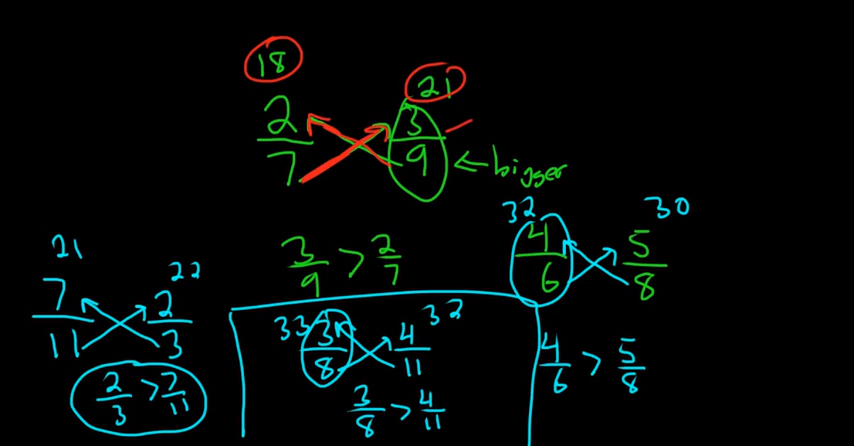 18 21
2/7 3/9 ← bigger
3/9 > 2/7
32 30
4/6 5/8
4/6 > 5/8
21 22
7/11 2/3
2/3 > 7/11
33 3/8 4/11 32
3/8 > 4/11